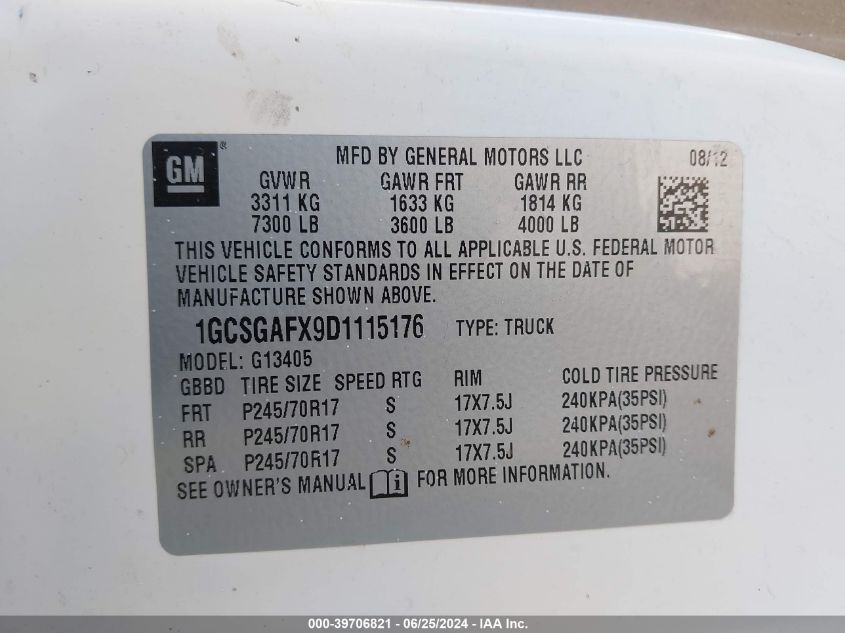 GM ® MFD BY GENERAL MOTORS LLC 08/12
GVWR GAWR FRT GAWR RR
3311 KG 1633 KG 1814 KG
7300 LB 3600 LB 4000 LB
THIS VEHICLE CONFORMS TO ALL APPLICABLE U.S. FEDERAL MOTOR
VEHICLE SAFETY STANDARDS IN EFFECT ON THE DATE OF
MANUFACTURE SHOWN ABOVE.
1GCSGAFX9D1115176 TYPE: TRUCK
MODEL: G13405
GBBD TIRE SIZE SPEED RTG RIM COLD TIRE PRESSURE
FRT P245/70R17 S 17X7.5J 240KPA(35PSI)
RR P245/70R17 S 17X7.5J 240KPA(35PSI)
SPA P245/70R17 S 17X7.5J 240KPA(35PSI)
SEE OWNER'S MANUAL i FOR MORE INFORMATION.
000-39706821 - 06/25/2024 - IAA Inc.